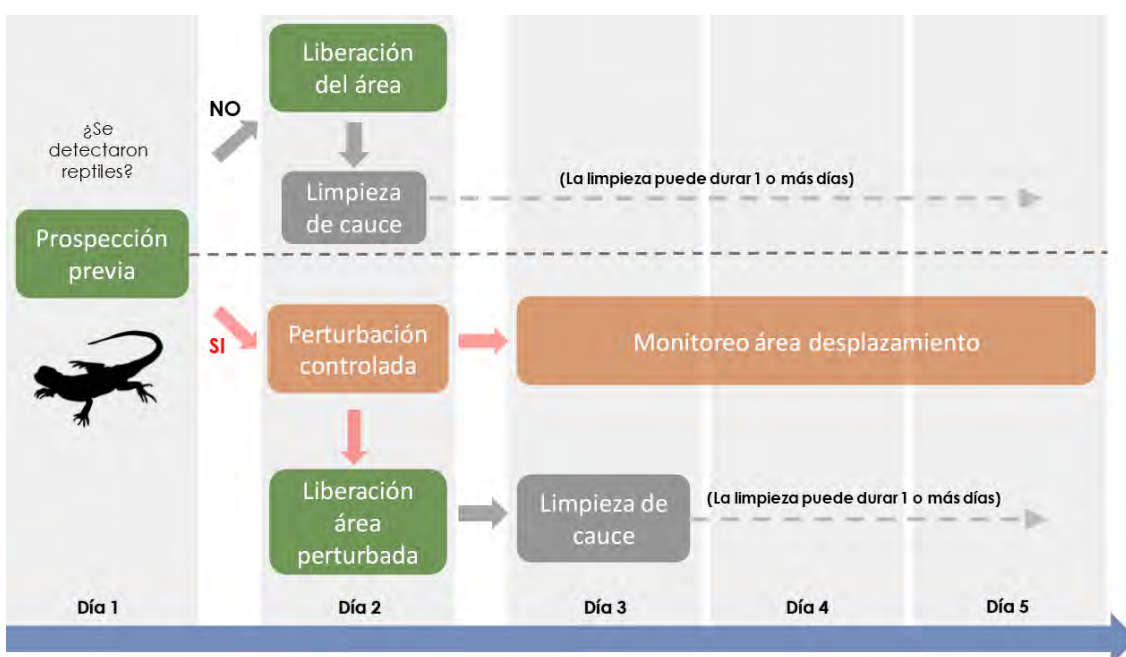 ¿Se
detectaron
reptiles?
Prospección
previa
NO
Liberación
del área
Limpieza
de cauce
(La limpieza puede durar 1 o más días)
SI
Perturbación
controlada
Monitoreo área desplazamiento
Liberación
área
perturbada
Limpieza de
cauce
(La limpieza puede durar 1 o más días)
Día 1
Día 2
Día 3
Día 4
Día 5